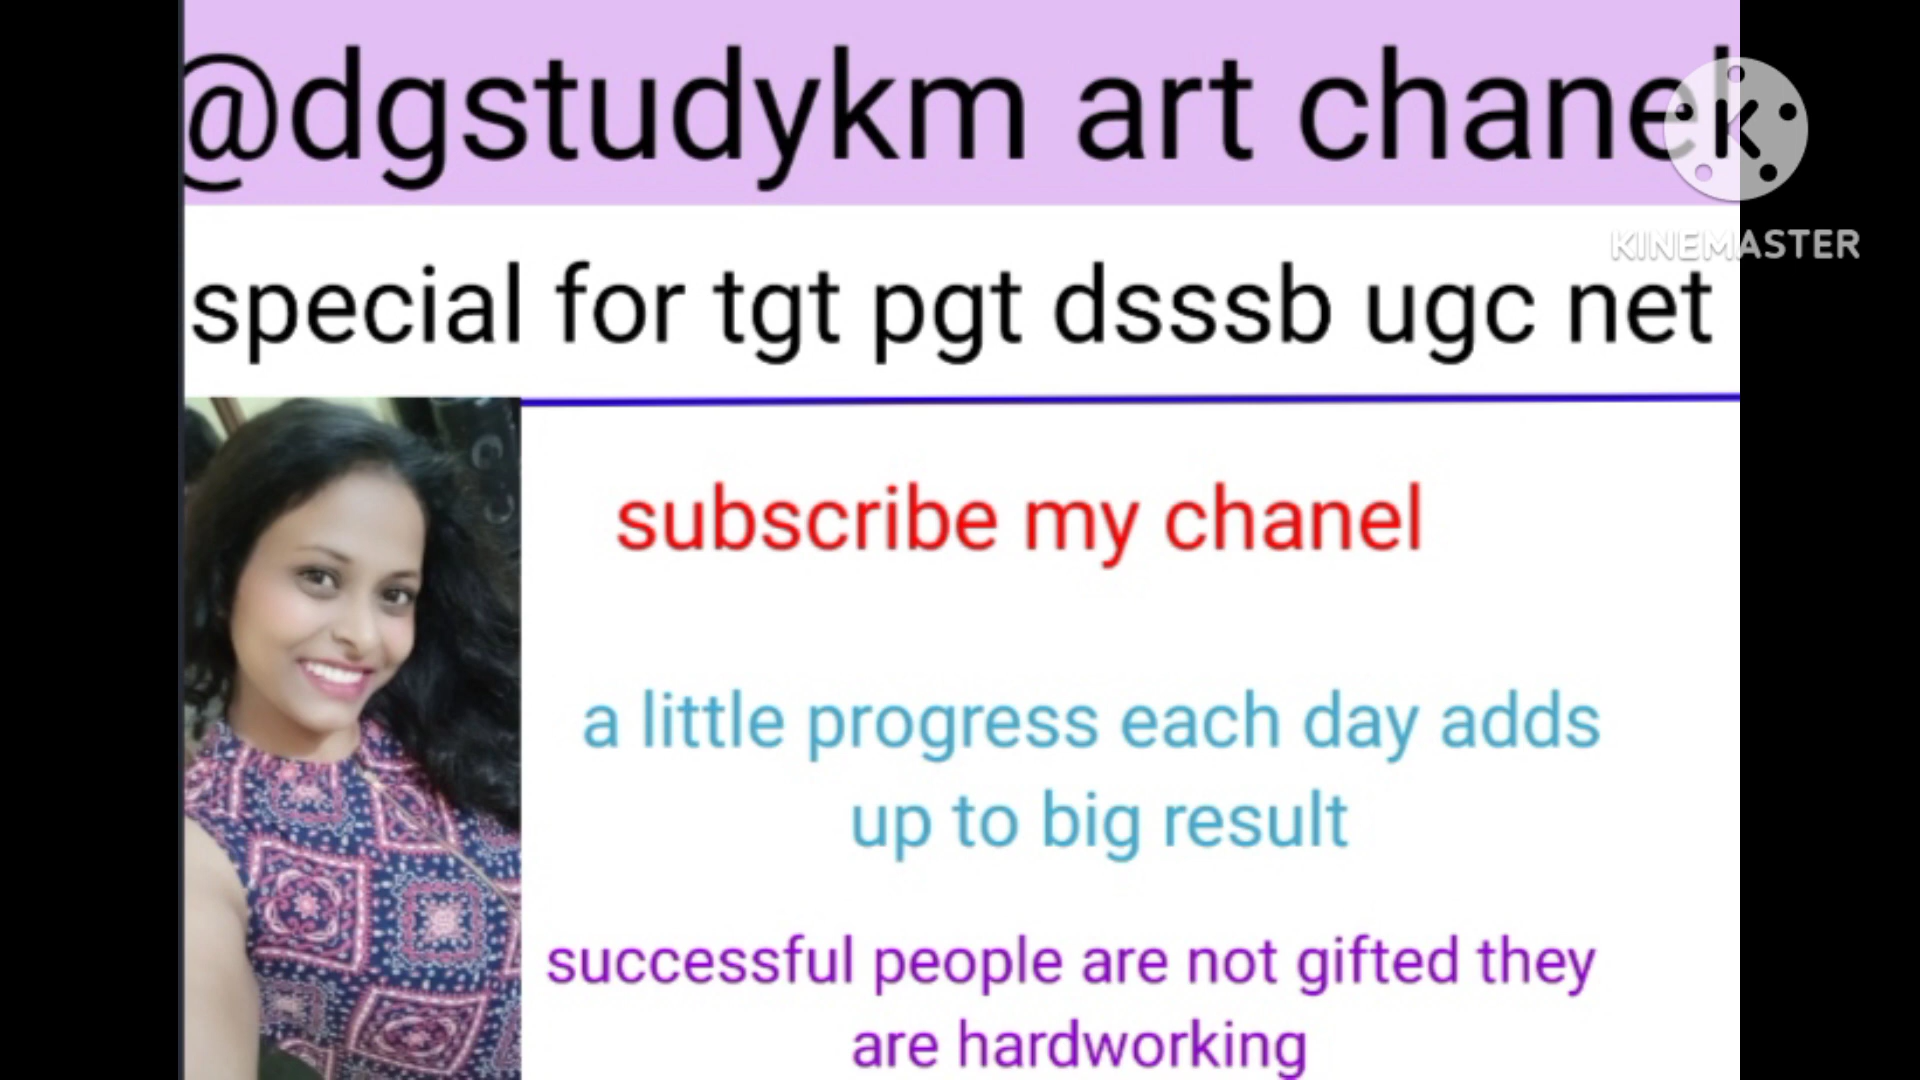 @dgstudykm art chanel
K
KINEMASTER
special for tgt pgt dsssb ugc net
subscribe my chanel
a little progress each day adds
up to big result
successful people are not gifted they
are hardworking